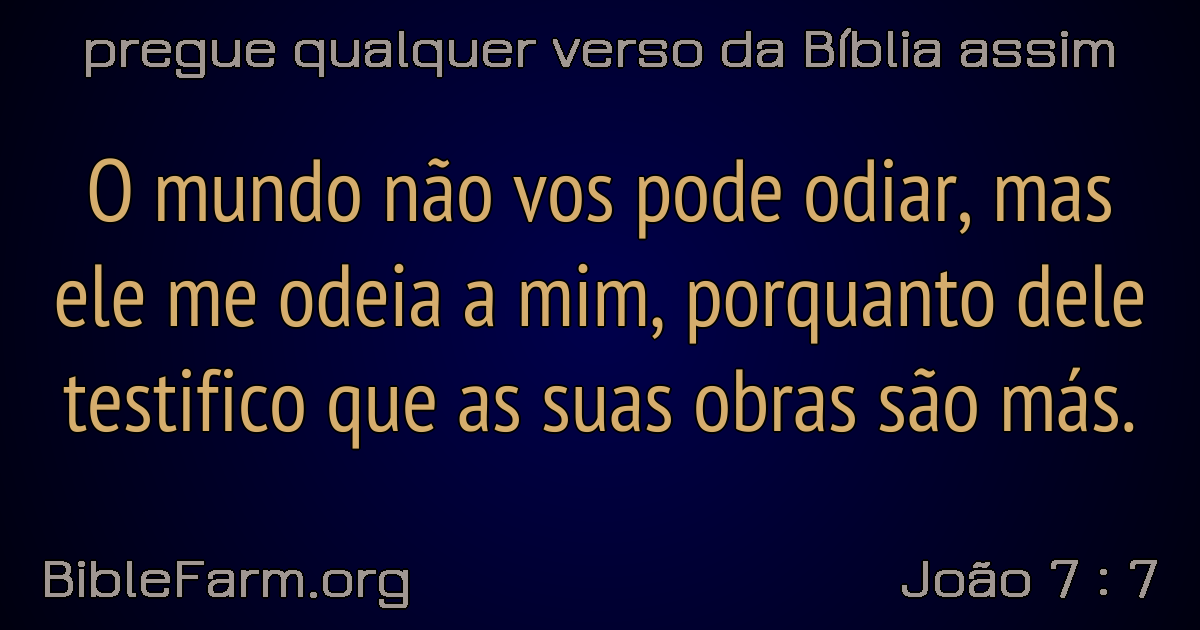 pregue qualquer verso da Bíblia assim
O mundo não vos pode odiar, mas
ele me odeia a mim, porquanto dele
testifico que as suas obras são más.
BibleFarm.org
João 7 : 7